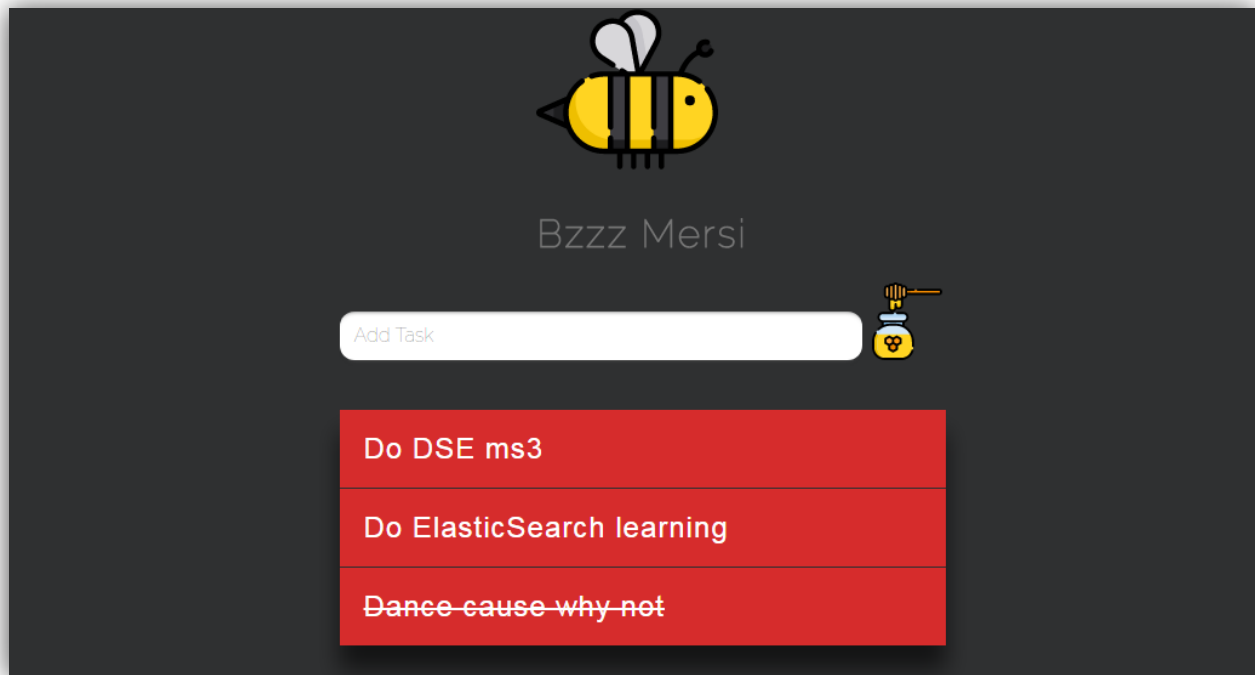 Bzzz Mersi
Add Task
Do DSE ms3
Do ElasticSearch learning
Dance cause why not